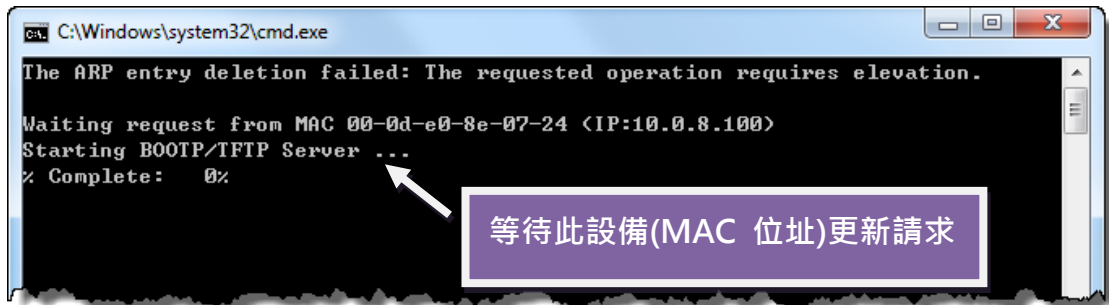 C:\Windows\system32\cmd.exe
The ARP entry deletion failed: The requested operation requires elevation.
Waiting request from MAC 00-0d-e0-8e-07-24 (IP:10.0.8.100)
Starting BOOTP/TFTP Server ...
% Complete:   0%
等待此設備(MAC 位址)更新請求